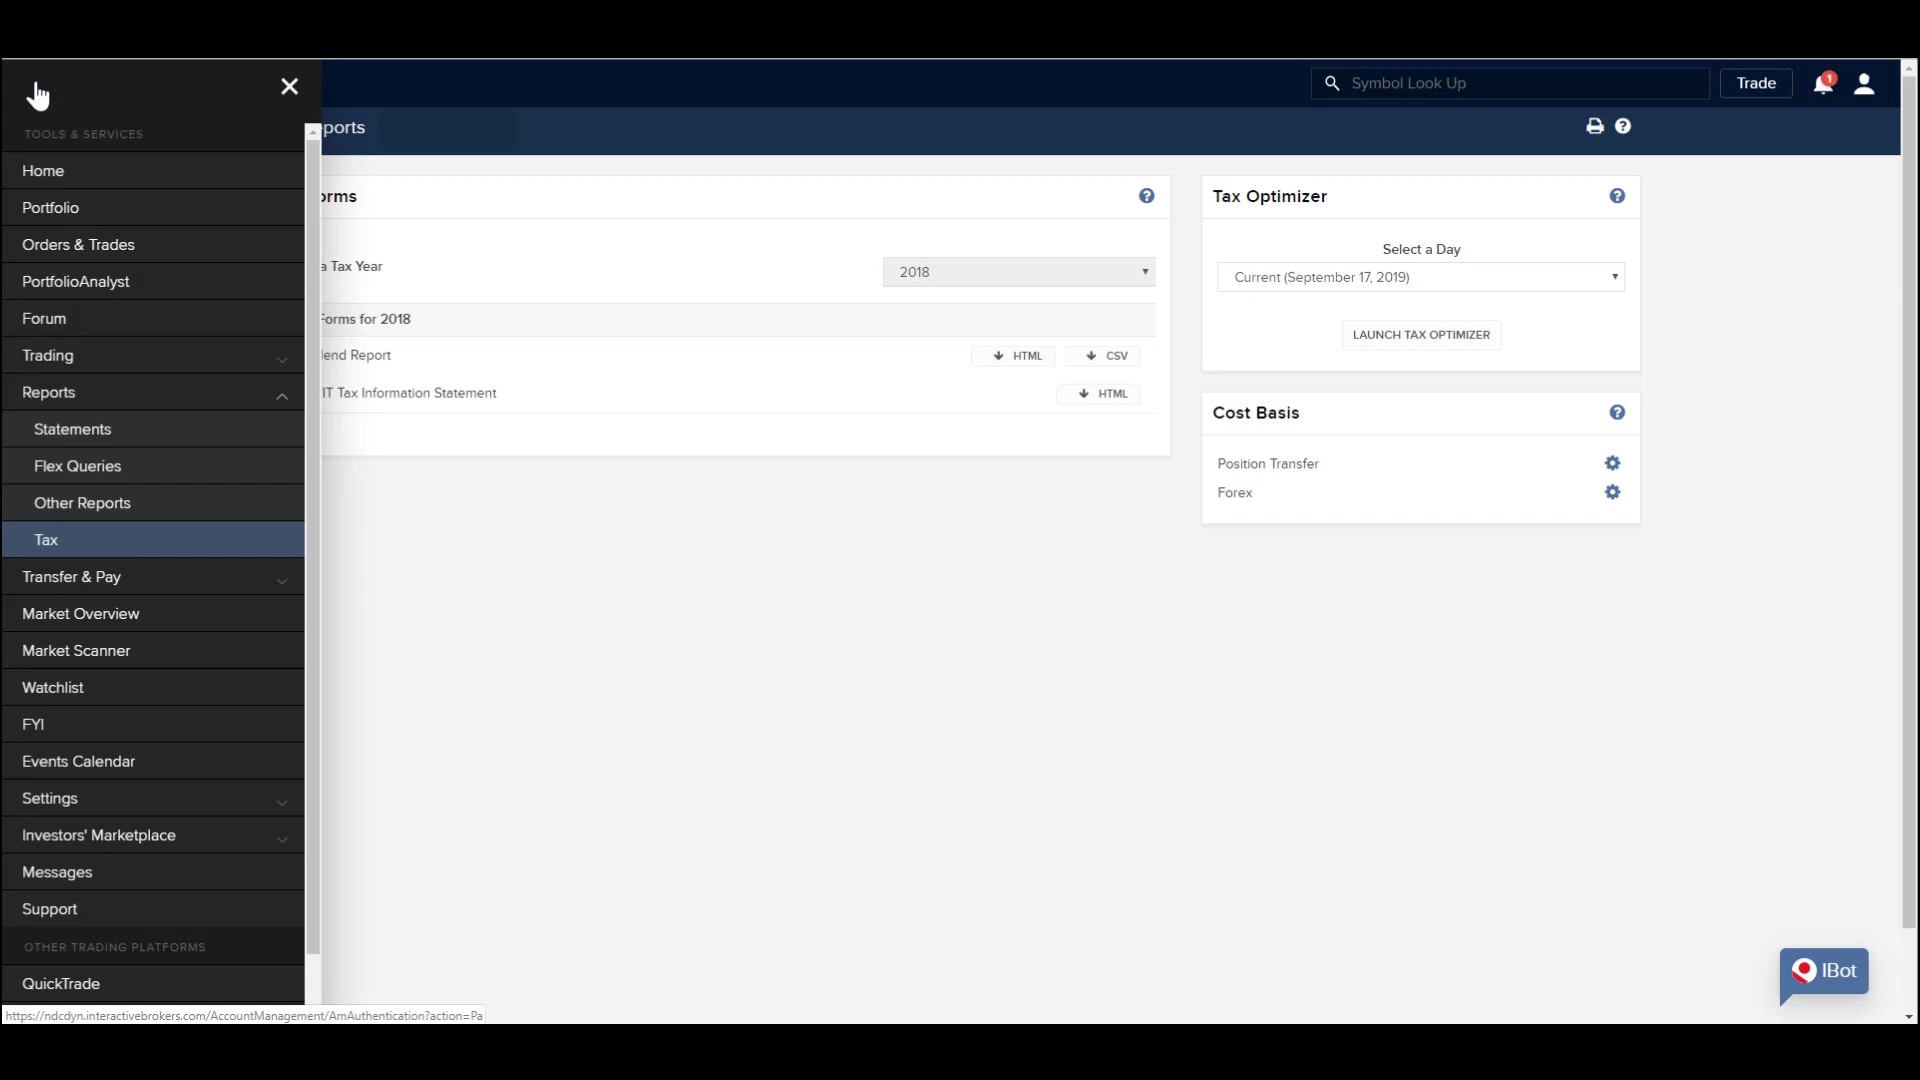 Symbol Look Up
Trade
1
TOOLS & SERVICES
ports
Home
Portfolio
Orders & Trades
PortfolioAnalyst
Forum
Trading
Reports
Statements
Flex Queries
Other Reports
Tax
Transfer & Pay
Market Overview
Market Scanner
Watchlist
FYI
Events Calendar
Settings
Investors' Marketplace
Messages
Support
OTHER TRADING PLATFORMS
QuickTrade
https://ndcdyn.interactivebrokers.com/AccountManagement/AmAuthentication?action=Pa
orms
a Tax Year
2018
Forms for 2018
lend Report
HTML
CSV
IT Tax Information Statement
HTML
Tax Optimizer
Select a Day
Current (September 17, 2019)
LAUNCH TAX OPTIMIZER
Cost Basis
Position Transfer
Forex
IBot